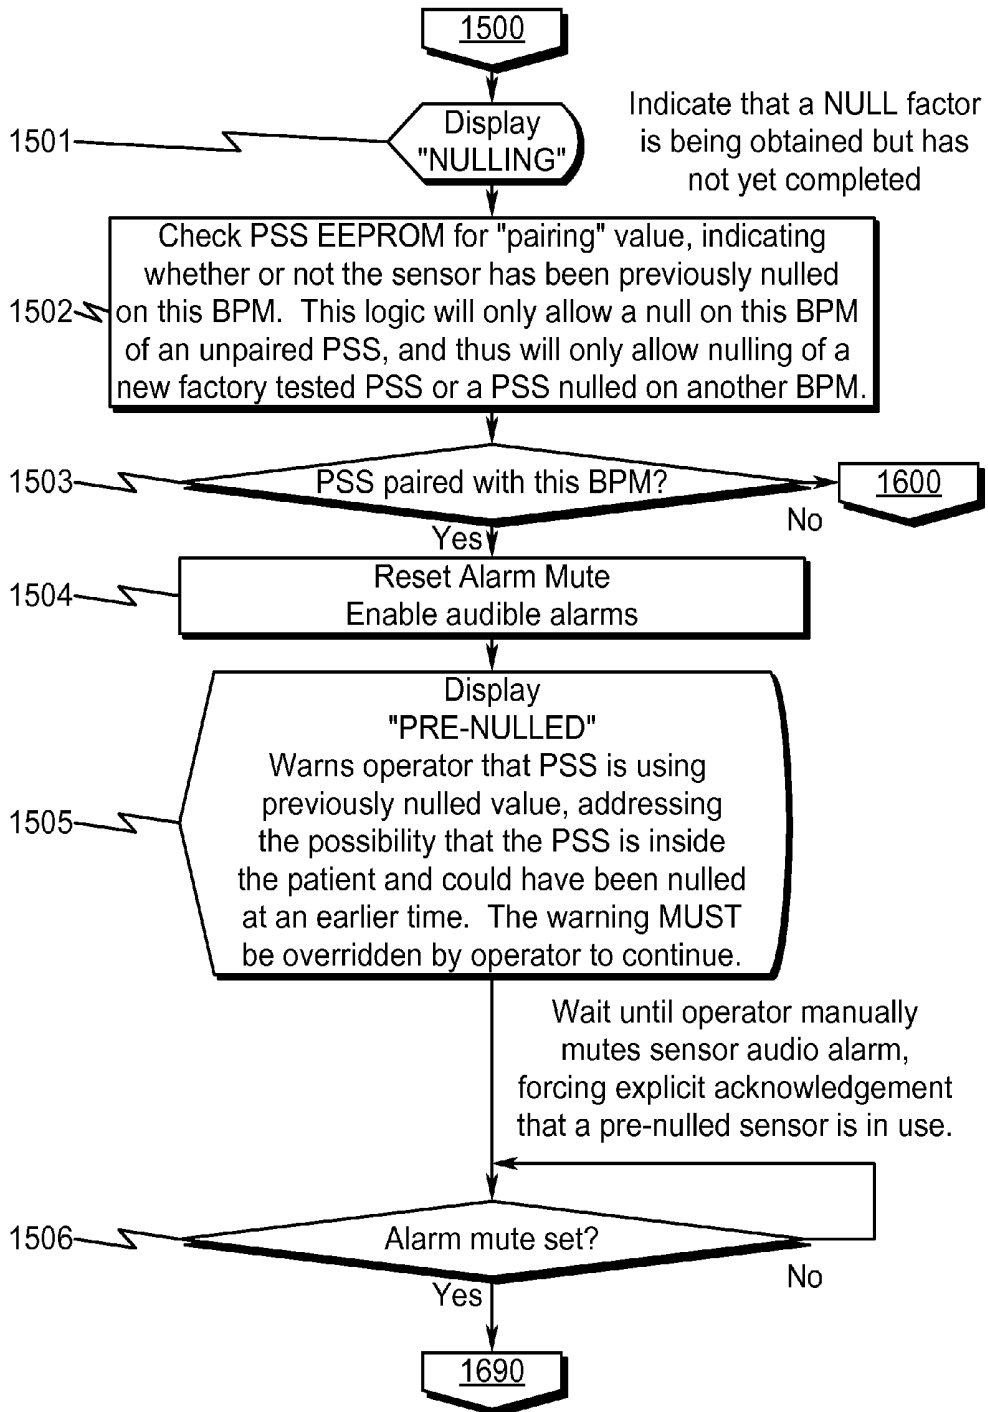 1500
1501
Display
"NULLING"
Indicate that a NULL factor
is being obtained but has
not yet completed
1502
Check PSS EEPROM for "pairing" value, indicating
whether or not the sensor has been previously nulled
on this BPM. This logic will only allow a null on this BPM
of an unpaired PSS, and thus will only allow nulling of a
new factory tested PSS or a PSS nulled on another BPM.
1503
PSS paired with this BPM?
1600
No
Yes
1504
Reset Alarm Mute
Enable audible alarms
1505
Display
"PRE-NULLED"
Warns operator that PSS is using
previously nulled value, addressing
the possibility that the PSS is inside
the patient and could have been nulled
at an earlier time. The warning MUST
be overridden by operator to continue.
Wait until operator manually
mutes sensor audio alarm,
forcing explicit acknowledgement
that a pre-nulled sensor is in use.
1506
Alarm mute set?
No
Yes
1690